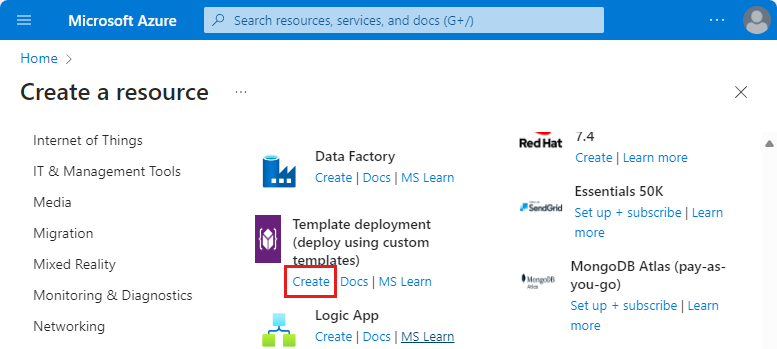 Microsoft Azure
Search resources, services, and docs (G+/)
Home
Create a resource
Internet of Things
IT & Management Tools
Media
Migration
Mixed Reality
Monitoring & Diagnostics
Networking
Data Factory
Create | Docs | MS Learn
Template deployment
(deploy using custom
templates)
Create | Docs | MS Learn
Logic App
Create | Docs | MS Learn
Red Hat
7.4
Create | Learn more
SendGrid
Essentials 50K
Set up + subscribe | Learn
more
MongoDB
Atlas
MongoDB Atlas (pay-as-
you-go)
Set up + subscribe | Learn
more